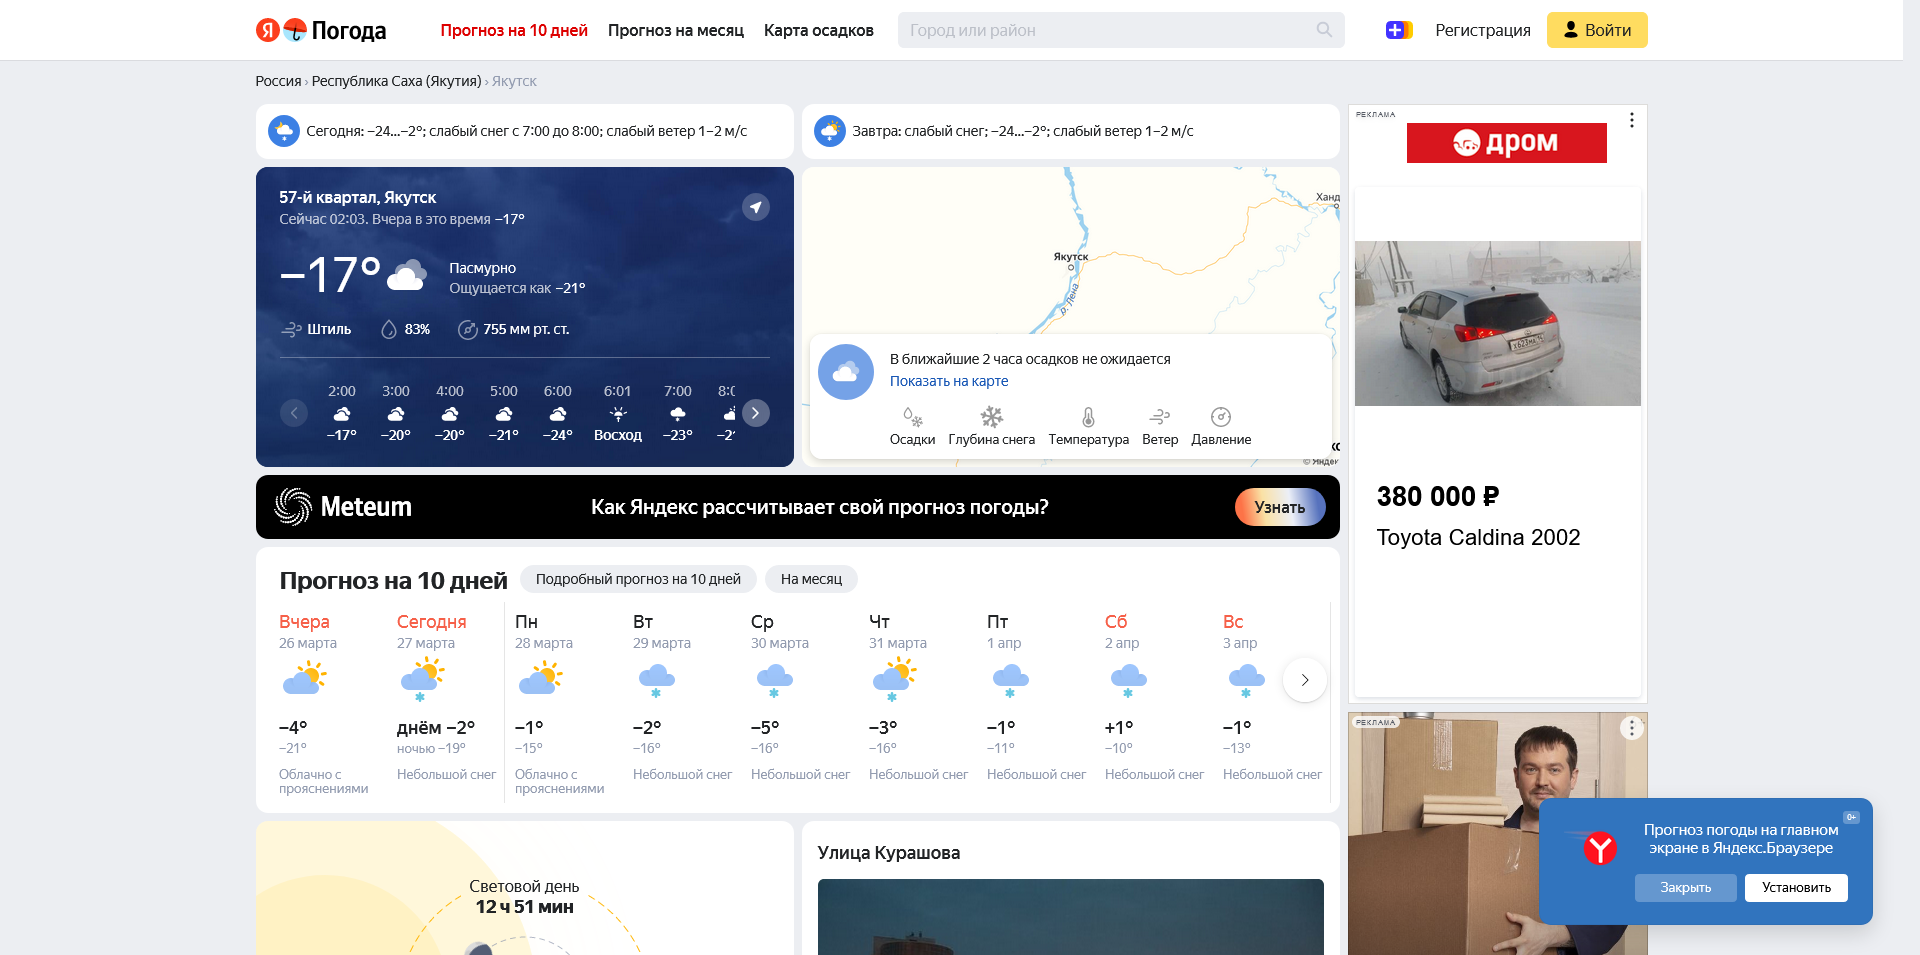 Я Погода
Прогноз на 10 дней
Прогноз на месяц
Карта осадков
Город или район
Регистрация
Войти
Россия › Республика Саха (Якутия) › Якутск
Сегодня: −24…−2°; слабый снег с 7:00 до 8:00; слабый ветер 1−2 м/с
Завтра: слабый снег; −24…−2°; слабый ветер 1−2 м/с
57-й квартал, Якутск
Сейчас 02:03. Вчера в это время −17°
−17°
Пасмурно
Ощущается как −21°
Штиль
83%
755 мм рт. ст.
2:00 3:00 4:00 5:00 6:00 6:01 7:00
−17° −20° −20° −21° −24° Восход −23°
Ханд
Якутск
р. Лена
В ближайшие 2 часа осадков не ожидается
Показать на карте
Осадки Глубина снега Температура Ветер Давление
© Яндек
Meteum
Как Яндекс рассчитывает свой прогноз погоды?
Узнать
Прогноз на 10 дней
Подробный прогноз на 10 дней
На месяц
Вчера Сегодня Пн Вт Ср Чт Пт Сб Вс
26 марта 27 марта 28 марта 29 марта 30 марта 31 марта 1 апр 2 апр 3 апр
−4° днём −2° −1° −2° −5° −3° −1° +1° −1°
−21° ночью −19° −15° −16° −16° −16° −11° −10° −13°
Облачно с прояснениями
Небольшой снег
Облачно с прояснениями
Небольшой снег
Небольшой снег
Небольшой снег
Небольшой снег
Небольшой снег
Небольшой снег
Световой день
12 ч 51 мин
Улица Курашова
РЕКЛАМА
дром
380 000 ₽
Toyota Caldina 2002
РЕКЛАМА
0+
Прогноз погоды на главном
экране в Яндекс.Браузере
Закрыть
Установить